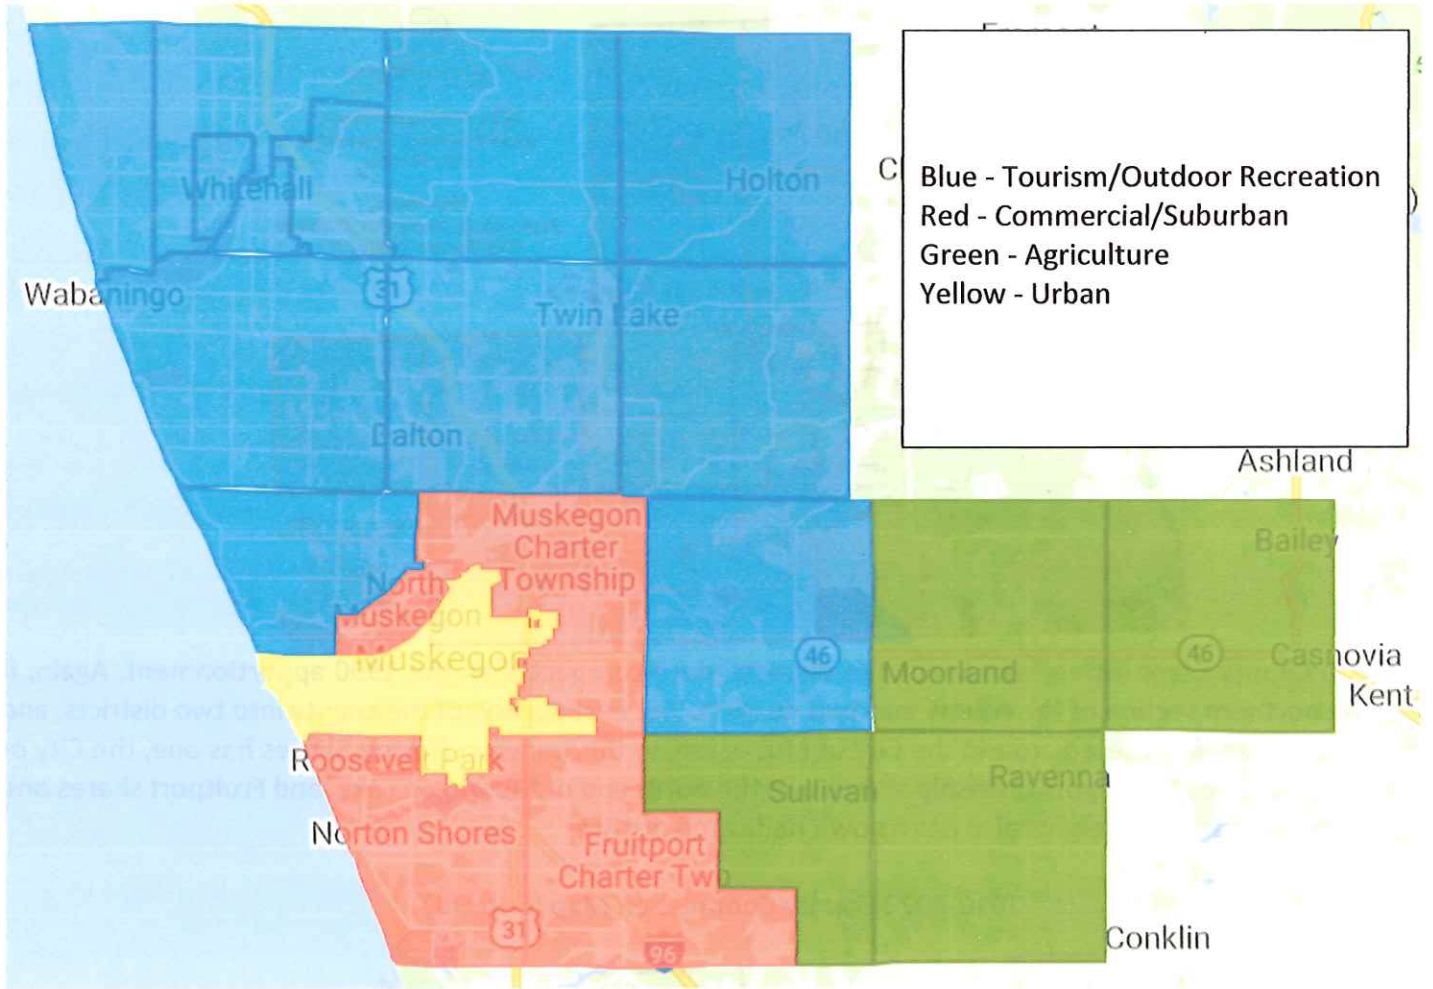 Blue - Tourism/Outdoor Recreation
Red - Commercial/Suburban
Green - Agriculture
Yellow - Urban
Whitehall
Holton
Wabaningo
31
Twin Lake
Dalton
Ashland
Muskegon
Charter
Township
North
Muskegon
Muskegon
Bailey
46
Moorland
46
Casnovia
Kent
Roosevelt Park
Sullivan
Ravenna
Norton Shores
Fruitport
Charter Twp
31
96
Conklin